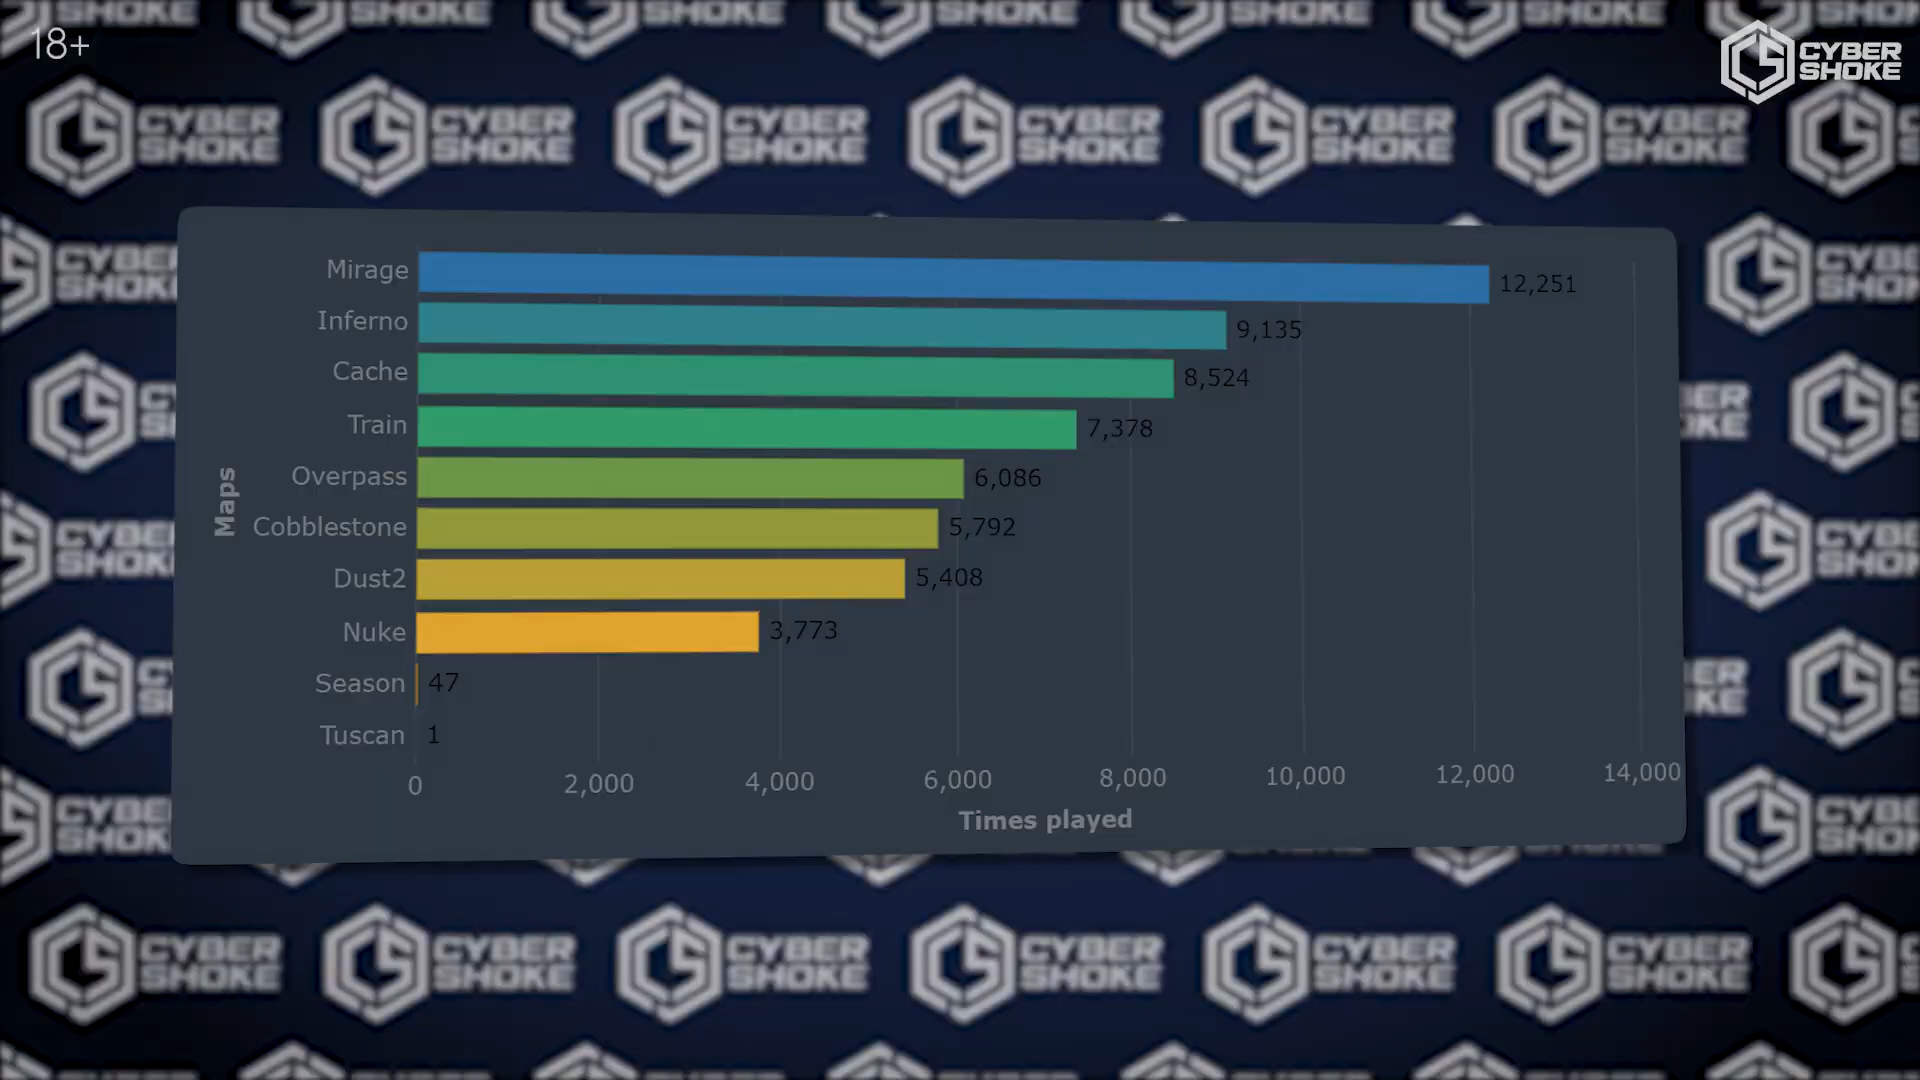 18+
CYBER
SHOKE
Mirage 12,251
Inferno 9,135
Cache 8,524
Train 7,378
Overpass 6,086
Cobblestone 5,792
Dust2 5,408
Nuke 3,773
Season 47
Tuscan 1
Maps
0 2,000 4,000 6,000 8,000 10,000 12,000 14,000
Times played
CYBER SHOKE